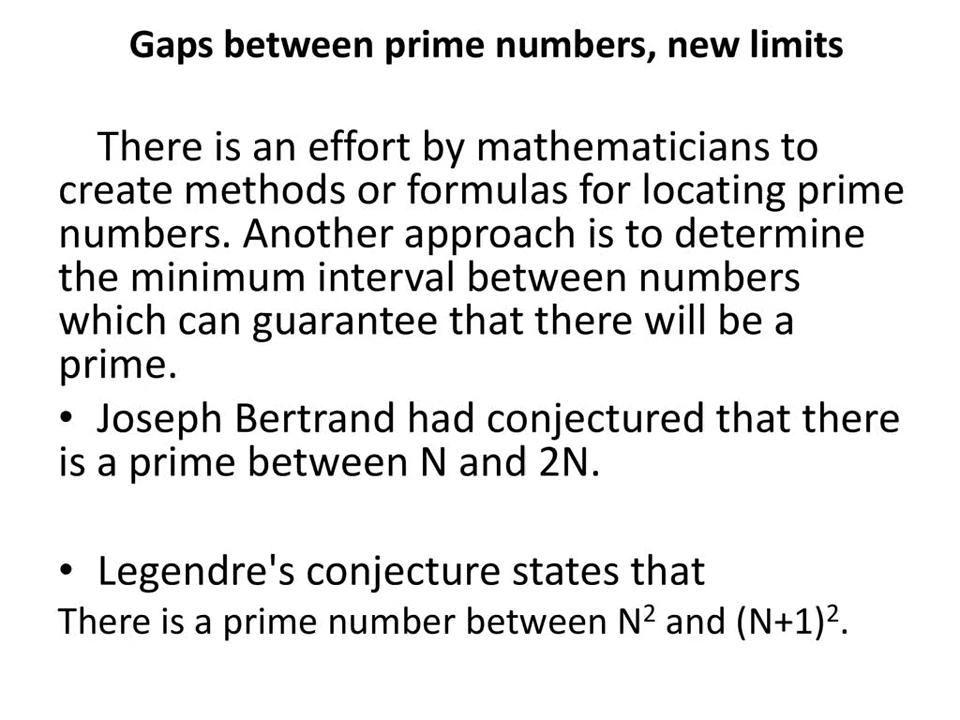 Gaps between prime numbers, new limits
There is an effort by mathematicians to
create methods or formulas for locating prime
numbers. Another approach is to determine
the minimum interval between numbers
which can guarantee that there will be a
prime.
• Joseph Bertrand had conjectured that there
is a prime between N and 2N.
• Legendre's conjecture states that
There is a prime number between N² and (N+1)².